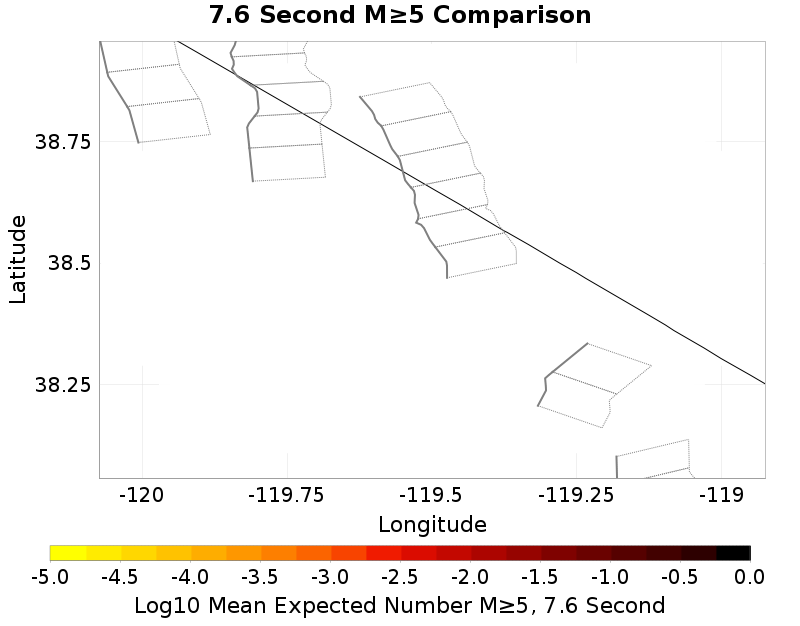 7.6 Second M≥5 Comparison
38.75
38.5
38.25
Latitude
-120 -119.75 -119.5 -119.25 -119
Longitude
-5.0 -4.5 -4.0 -3.5 -3.0 -2.5 -2.0 -1.5 -1.0 -0.5 0.0
Log10 Mean Expected Number M≥5, 7.6 Second